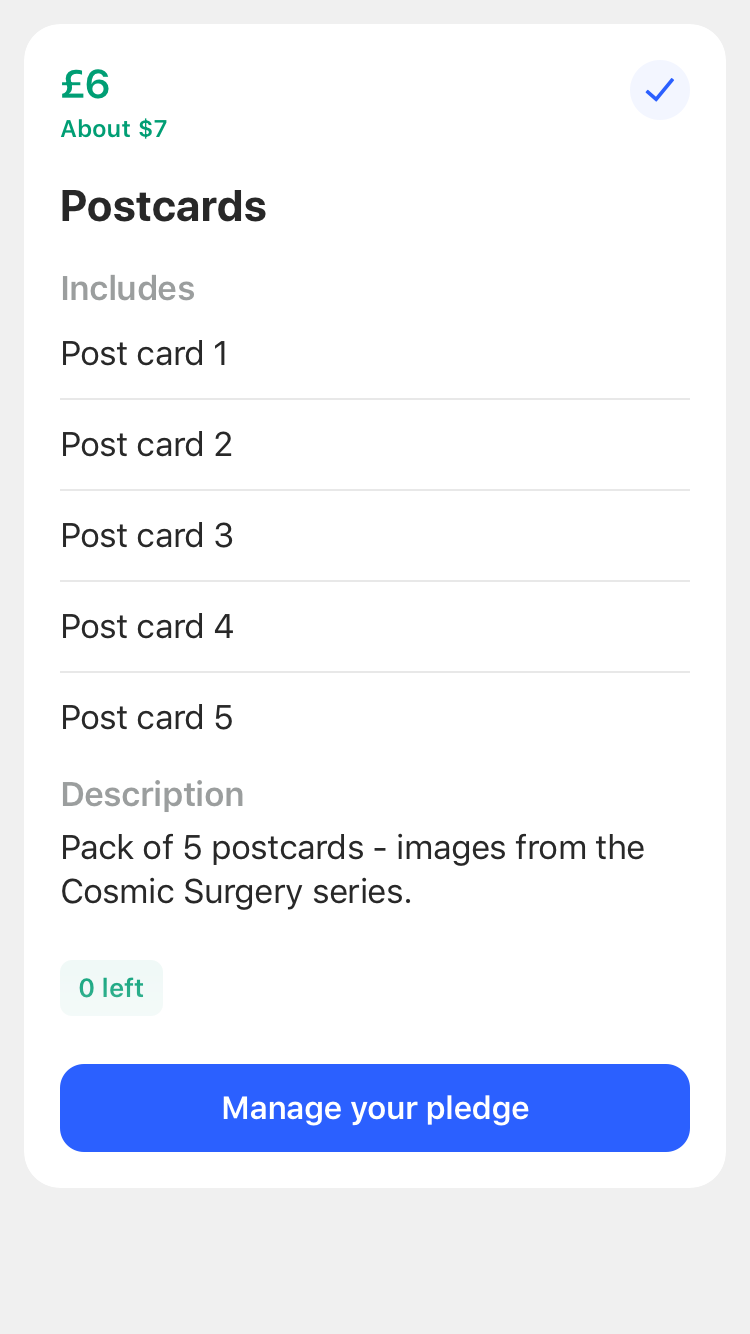 £6
About $7
Postcards
Includes
Post card 1
Post card 2
Post card 3
Post card 4
Post card 5
Description
Pack of 5 postcards - images from the
Cosmic Surgery series.
0 left
Manage your pledge